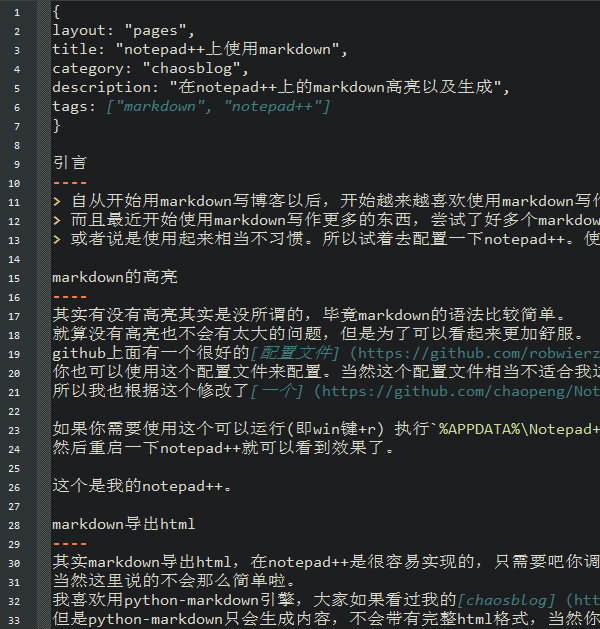 1 {
2 layout: "pages",
3 title: "notepad++上使用markdown",
4 category: "chaosblog",
5 description: "在notepad++上的markdown高亮以及生成",
6 tags: ["markdown", "notepad++"]
7 }
8
9 引言
10 ----
11 > 自从开始用markdown写博客以后，开始越来越喜欢使用markdown写作
12 > 而且最近开始使用markdown写作更多的东西，尝试了好多个markdow
13 > 或者说是使用起来相当不习惯。所以试着去配置一下notepad++。使
14
15 markdown的高亮
16 ----
17 其实有没有高亮其实是没所谓的，毕竟markdown的语法比较简单。
18 就算没有高亮也不会有太大的问题，但是为了可以看起来更加舒服。
19 github上面有一个很好的[配置文件] (https://github.com/robwierz
20 你也可以使用这个配置文件来配置。当然这个配置文件相当不适合我这
21 所以我也根据这个修改了[一个] (https://github.com/chaopeng/Not
22
23 如果你需要使用这个可以运行(即win键+r) 执行`%APPDATA%\Notepad+
24 然后重启一下notepad++就可以看到效果了。
25
26 这个是我的notepad++。
27
28 markdown导出html
29 ----
30 其实markdown导出html，在notepad++是很容易实现的，只需要吧你调
31 当然这里说的不会那么简单啦。
32 我喜欢用python-markdown引擎，大家如果看过我的[chaosblog] (htt
33 但是python-markdown只会生成内容，不会带有完整html格式，当然你